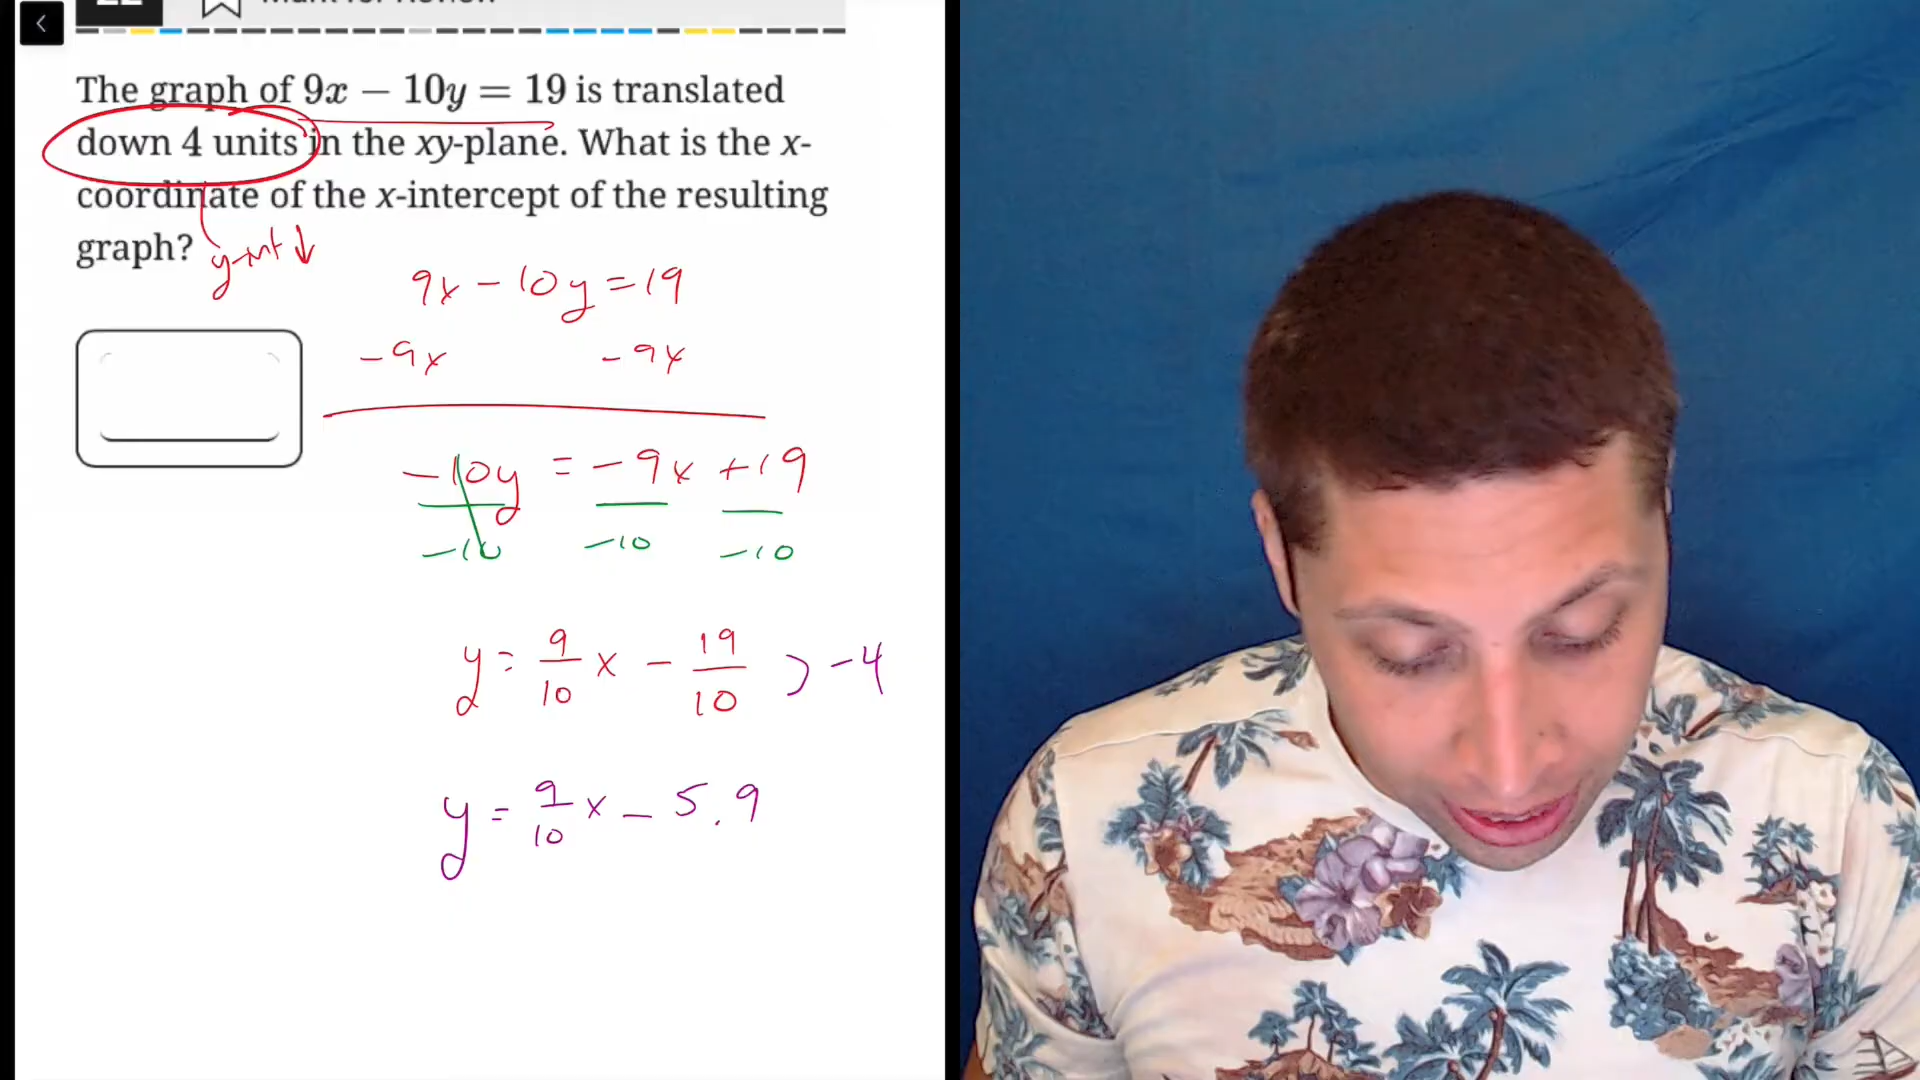 The graph of 9x − 10y = 19 is translated
down 4 units in the xy-plane. What is the x-
coordinate of the x-intercept of the resulting
graph?
y-int ↓
9x − 10y = 19
−9x −9x
−10y = −9x + 19
−10 −10 −10
y = 9/10 x − 19/10 > −4
y = 9/10 x − 5.9